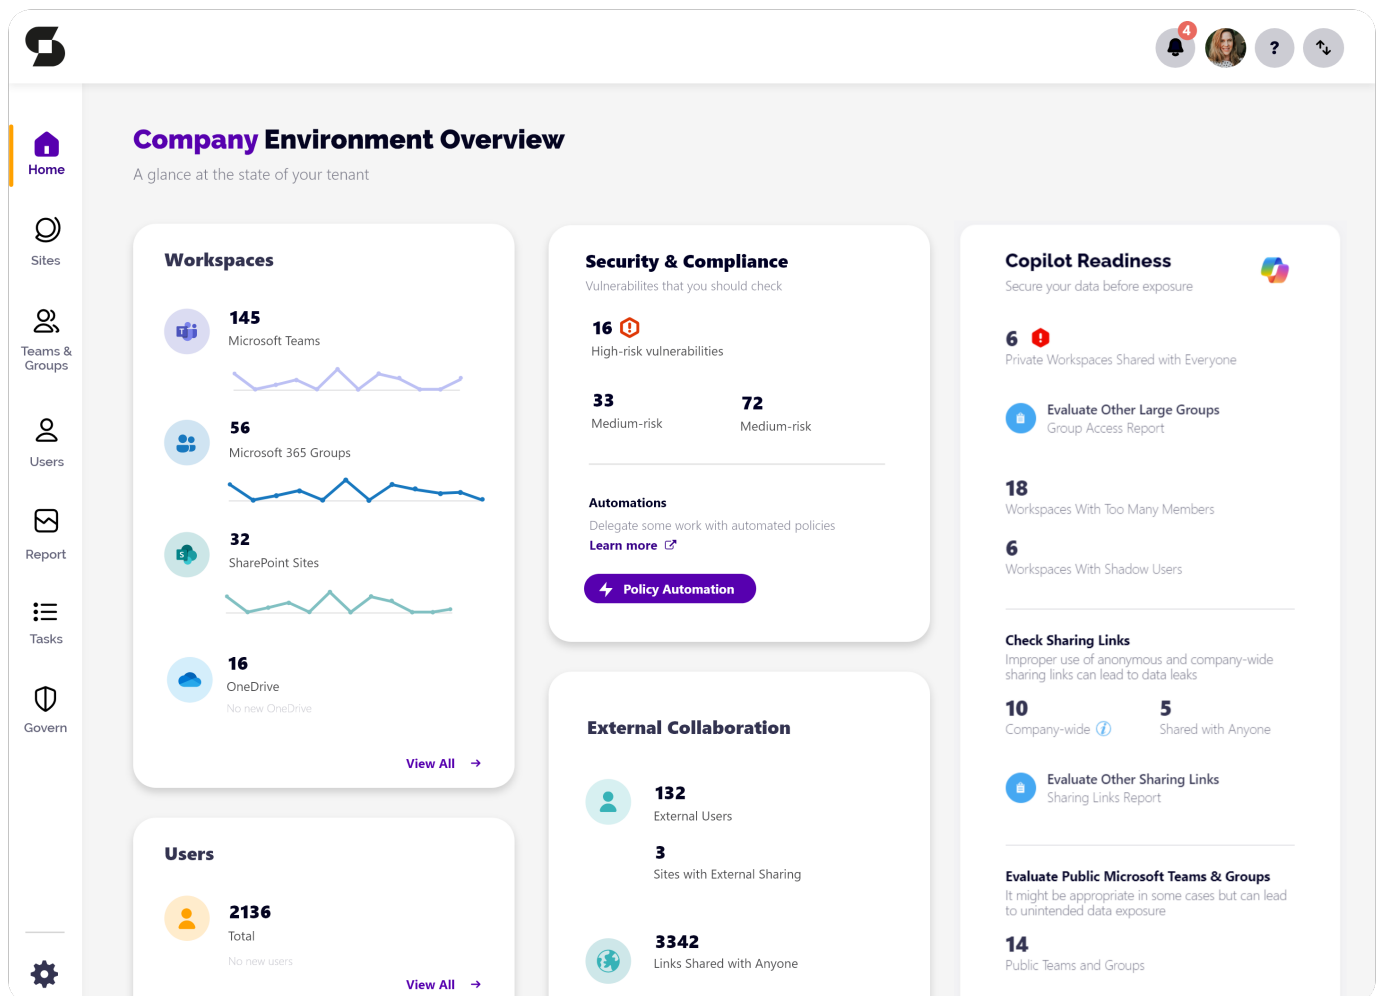 4
?
Home
Sites
Teams &
Groups
Users
Report
Tasks
Govern
Company Environment Overview
A glance at the state of your tenant
Workspaces
145
Microsoft Teams
56
Microsoft 365 Groups
32
SharePoint Sites
16
OneDrive
No new OneDrive
View All
Users
2136
Total
No new users
View All
Security & Compliance
Vulnerabilites that you should check
16
High-risk vulnerabilities
33
Medium-risk
72
Medium-risk
Automations
Delegate some work with automated policies
Learn more
Policy Automation
External Collaboration
132
External Users
3
Sites with External Sharing
3342
Links Shared with Anyone
Copilot Readiness
Secure your data before exposure
6
Private Workspaces Shared with Everyone
Evaluate Other Large Groups
Group Access Report
18
Workspaces With Too Many Members
6
Workspaces With Shadow Users
Check Sharing Links
Improper use of anonymous and company-wide
sharing links can lead to data leaks
10
Company-wide
5
Shared with Anyone
Evaluate Other Sharing Links
Sharing Links Report
Evaluate Public Microsoft Teams & Groups
It might be appropriate in some cases but can lead
to unintended data exposure
14
Public Teams and Groups